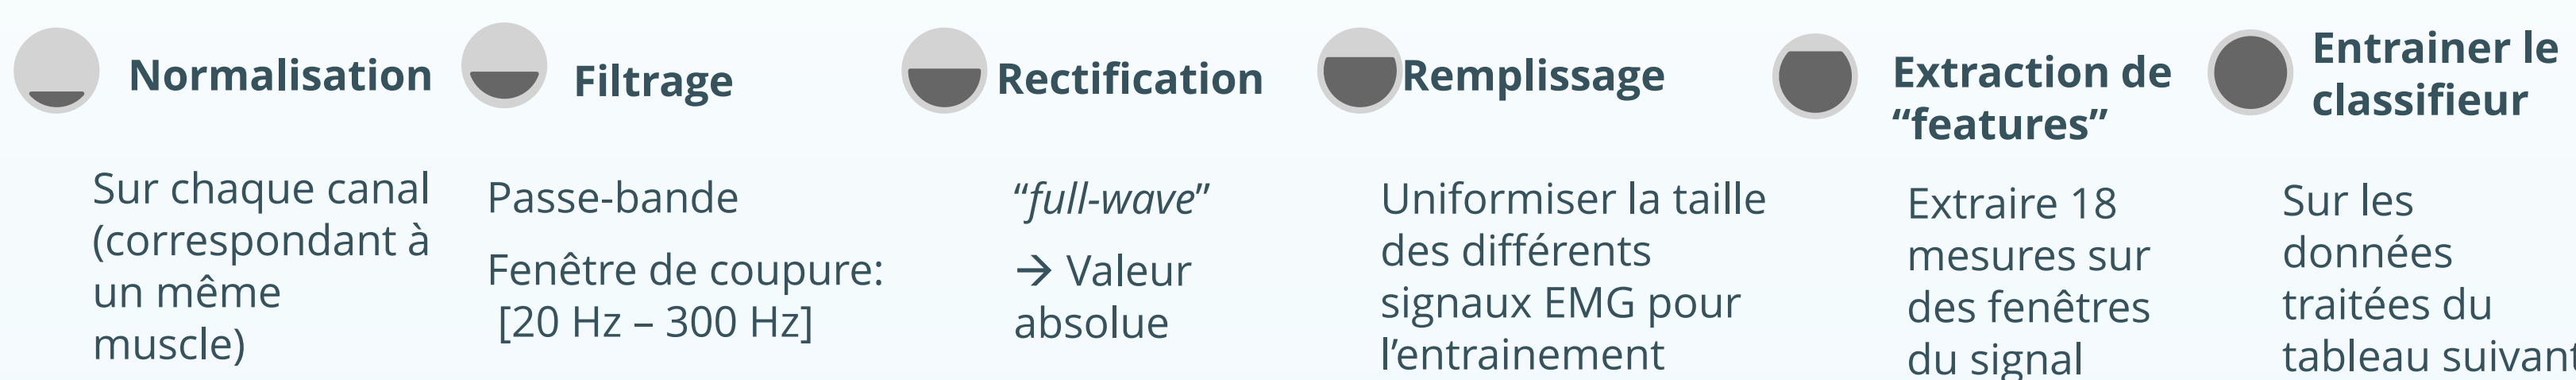 Normalisation
Sur chaque canal
(correspondant à
un même
muscle)
Filtrage
Passe-bande
Fenêtre de coupure:
[20 Hz – 300 Hz]
Rectification
“full-wave”
→ Valeur
absolue
Remplissage
Uniformiser la taille
des différents
signaux EMG pour
l’entrainement
Extraction de
“features”
Extraire 18
mesures sur
des fenêtres
du signal
Entrainer le
classifieur
Sur les
données
traitées du
tableau suivant